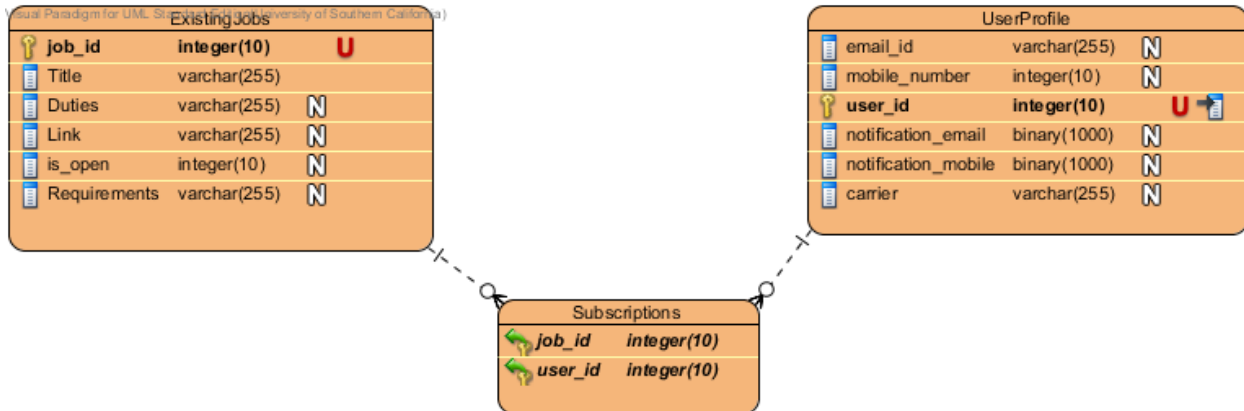 Visual Paradigm for UML Standard Edition(University of Southern California)
ExistingJobs
job_id integer(10) U
Title varchar(255)
Duties varchar(255) N
Link varchar(255) N
is_open integer(10) N
Requirements varchar(255) N
UserProfile
email_id varchar(255) N
mobile_number integer(10) N
user_id integer(10) U
notification_email binary(1000) N
notification_mobile binary(1000) N
carrier varchar(255) N
Subscriptions
job_id integer(10)
user_id integer(10)